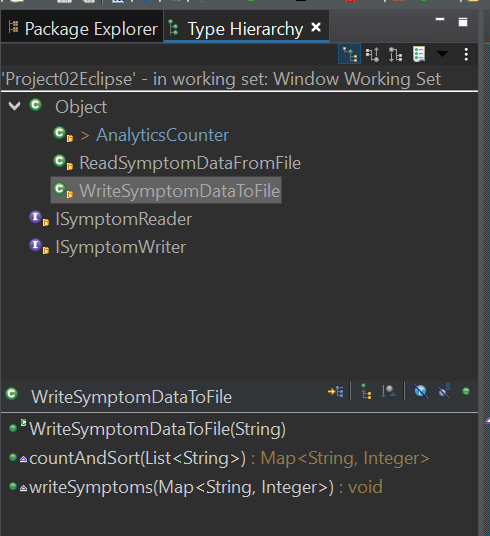 Package Explorer Type Hierarchy
'Project02Eclipse' - in working set: Window Working Set
Object
> AnalyticsCounter
ReadSymptomDataFromFile
WriteSymptomDataToFile
ISymptomReader
ISymptomWriter
WriteSymptomDataToFile
WriteSymptomDataToFile(String)
countAndSort(List<String>) : Map<String, Integer>
writeSymptoms(Map<String, Integer>) : void